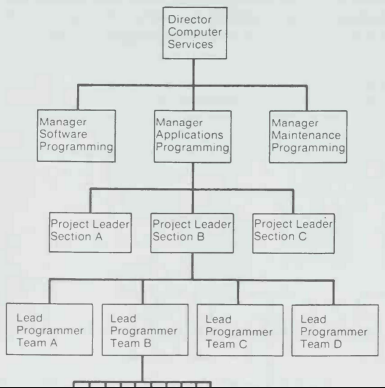 Director
Computer
Services
Manager
Software
Programming
Manager
Applications
Programming
Manager
Maintenance
Programming
Project Leader
Section A
Project Leader
Section B
Project Leader
Section C
Lead
Programmer
Team A
Lead
Programmer
Team B
Lead
Programmer
Team C
Lead
Programmer
Team D